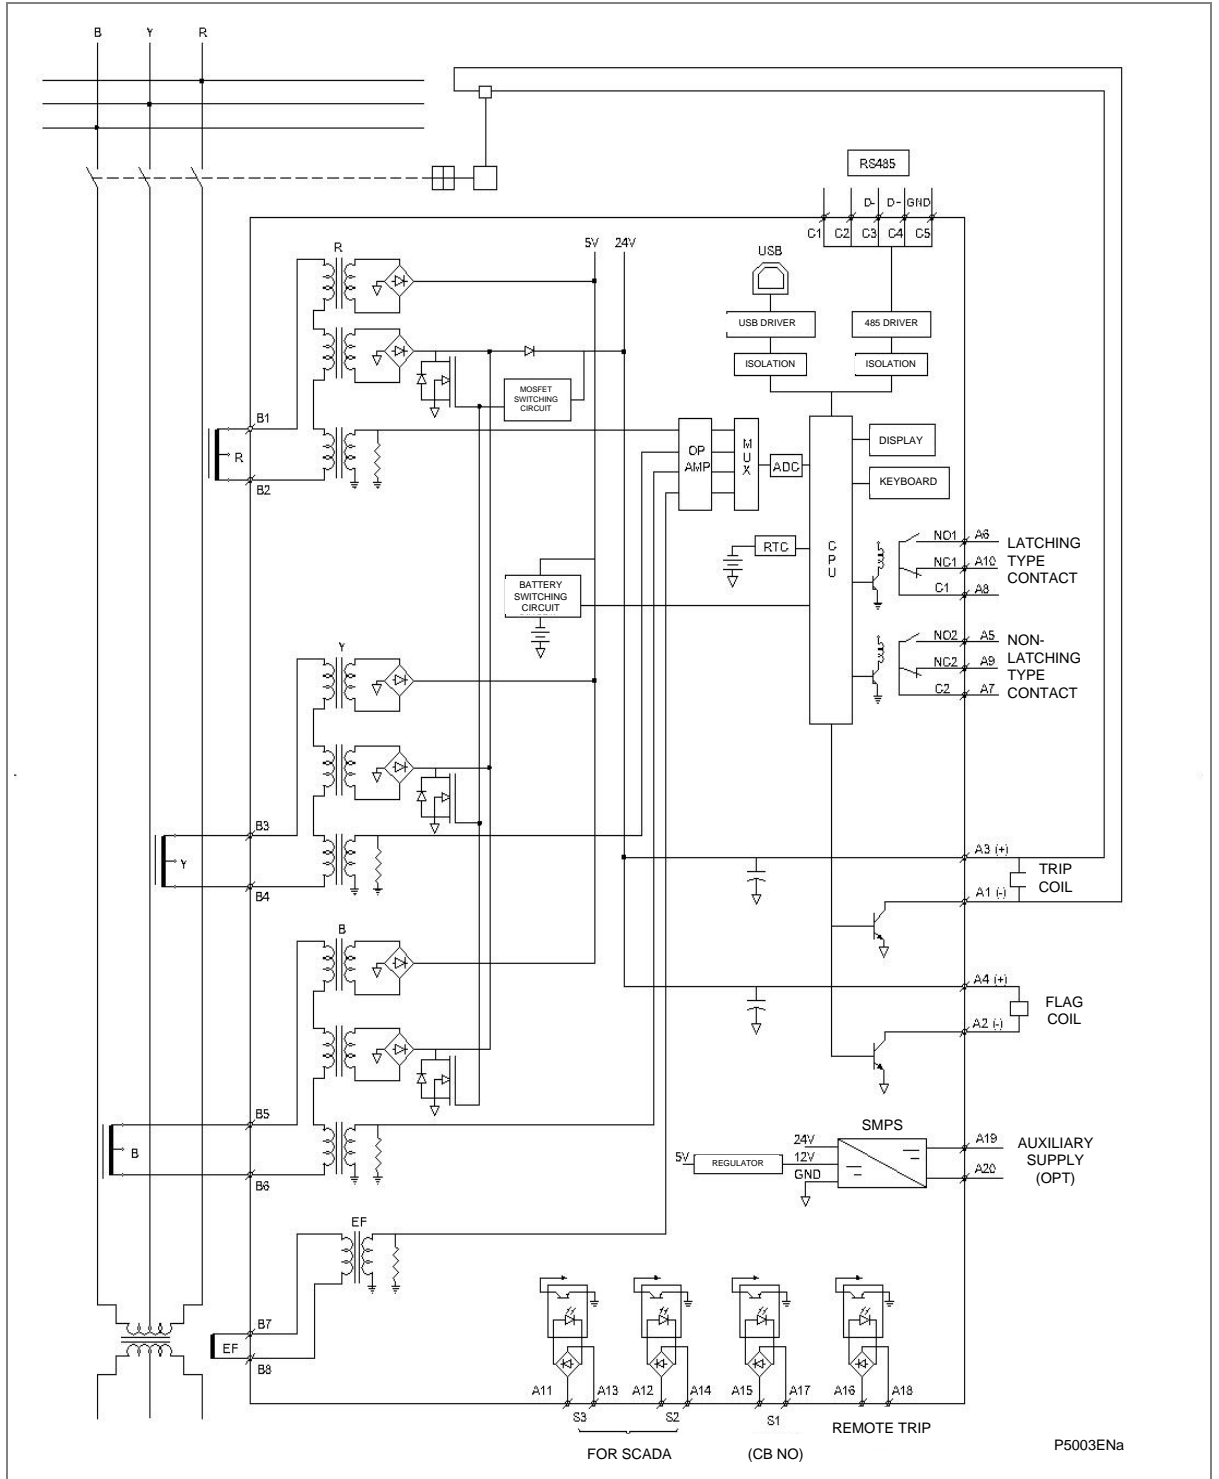 B Y R
RS485
D- D- GND
C1 C2 C3 C4 C5
5V 24V
USB
R
USB DRIVER
485 DRIVER
ISOLATION
ISOLATION
MOSFET
SWITCHING
CIRCUIT
B1
R
B2
OP
AMP
MUX
ADC
DISPLAY
KEYBOARD
CPU
RTC
NO1 A6
NC1 A10
C1 A8
LATCHING
TYPE
CONTACT
BATTERY
SWITCHING
CIRCUIT
NO2 A5
NC2 A9
C2 A7
NON-
LATCHING
TYPE
CONTACT
Y
B3
Y
B4
A3 (+)
TRIP
COIL
A1 (-)
B
A4 (+)
FLAG
COIL
A2 (-)
B5
B
B6
SMPS
24V
12V
GND
5V
REGULATOR
A19
A20
AUXILIARY
SUPPLY
(OPT)
EF
B7
EF
B8
A11 A13 A12 A14 A15 A17 A16 A18
S3 S2 S1
REMOTE TRIP
FOR SCADA
(CB NO)
P5003ENa